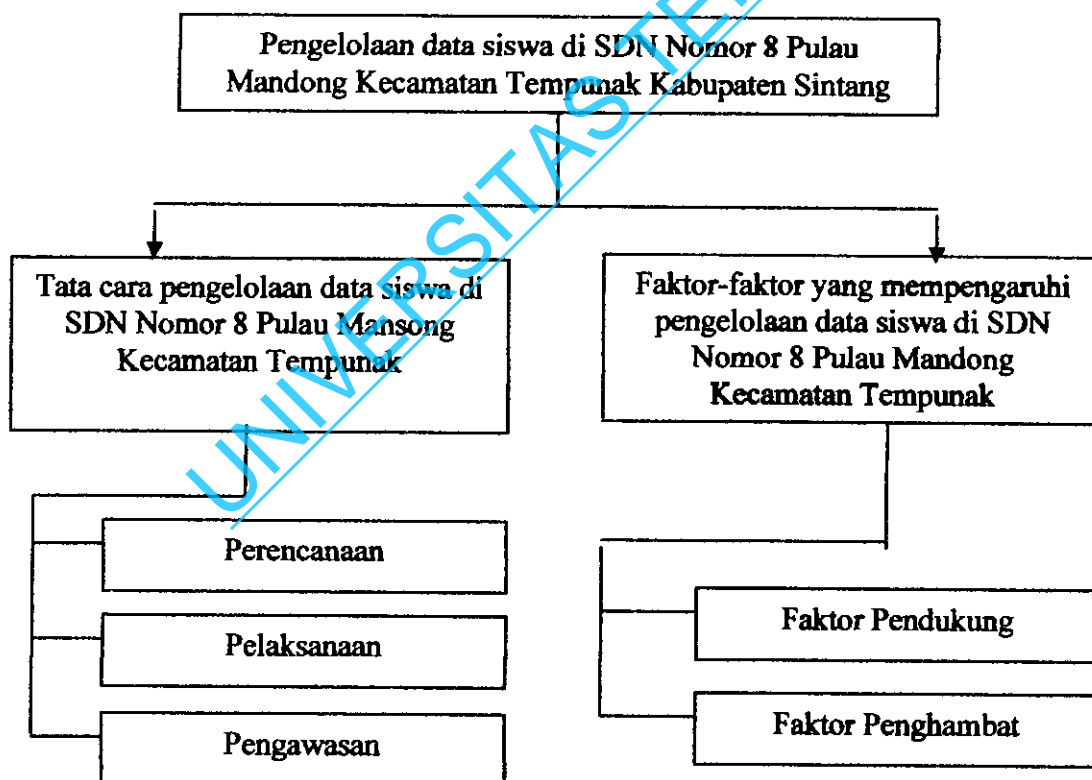 Pengelolaan data siswa di SDN Nomor 8 Pulau
Mandong Kecamatan Tempunak Kabupaten Sintang
Tata cara pengelolaan data siswa di
SDN Nomor 8 Pulau Mansong
Kecamatan Tempunak
Faktor-faktor yang mempengaruhi
pengelolaan data siswa di SDN
Nomor 8 Pulau Mandong
Kecamatan Tempunak
Perencanaan
Pelaksanaan
Pengawasan
Faktor Pendukung
Faktor Penghambat
UNIVERSITAS